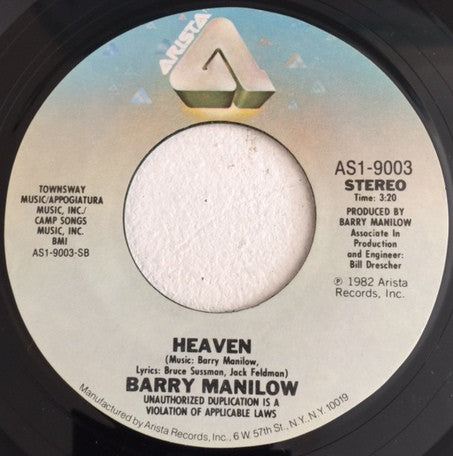 ARISTA
TOWNSWAY
MUSIC/APPOGIATURA
MUSIC, INC./
CAMP SONGS
MUSIC, INC.
BMI
AS1-9003-SB
AS1-9003
STEREO
Time: 3:20
PRODUCED BY
BARRY MANILOW
Associate In
Production
and Engineer:
Bill Drescher
℗ 1982 Arista
Records, Inc.
HEAVEN
(Music: Barry Manilow,
Lyrics: Bruce Sussman, Jack Feldman)
BARRY MANILOW
UNAUTHORIZED DUPLICATION IS A
VIOLATION OF APPLICABLE LAWS
Manufactured by Arista Records, Inc., 6 W 57th St., N.Y., N.Y. 10019